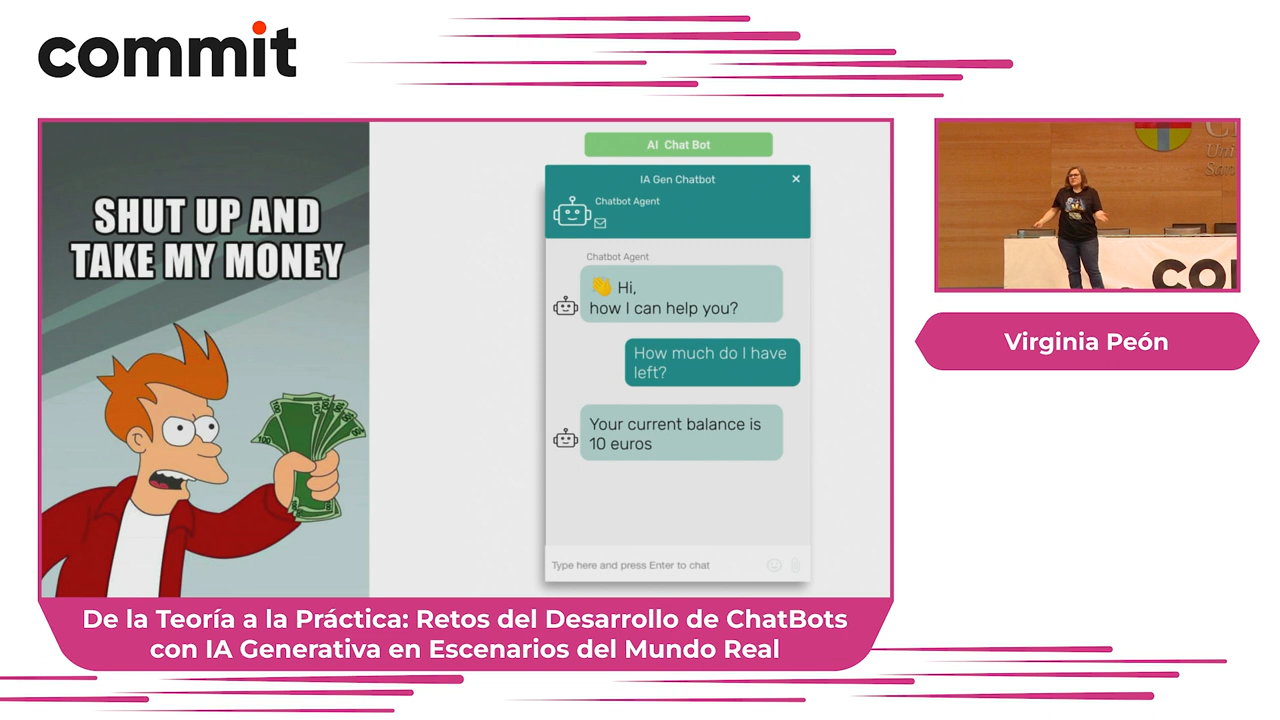 commit
SHUT UP AND
TAKE MY MONEY
AI Chat Bot
IA Gen Chatbot
Chatbot Agent
Chatbot Agent
👋 Hi,
how I can help you?
How much do I have
left?
Your current balance is
10 euros
Type here and press Enter to chat
De la Teoría a la Práctica: Retos del Desarrollo de ChatBots
con IA Generativa en Escenarios del Mundo Real
Virginia Peón